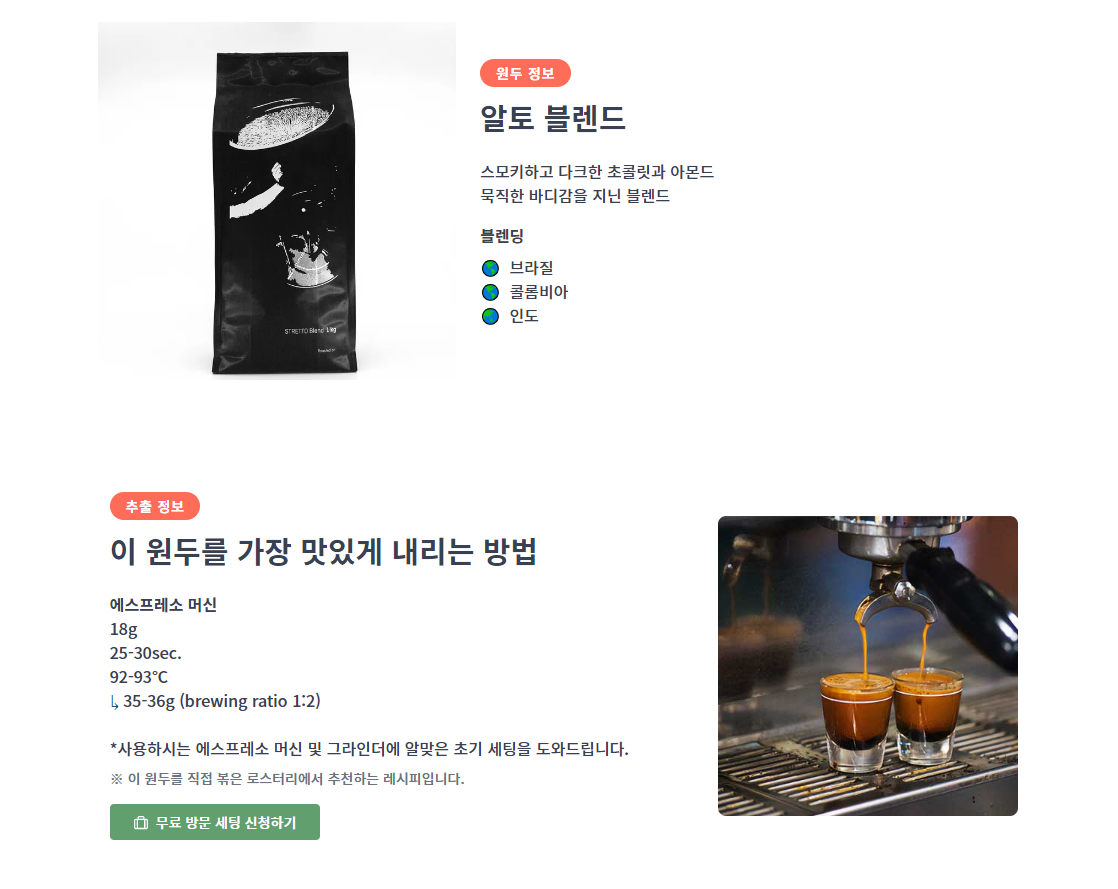 원두 정보
알토 블렌드
스모키하고 다크한 초콜릿과 아몬드
묵직한 바디감을 지닌 블렌드
블렌딩
브라질
콜롬비아
인도
STRETTO Blend 1kg
추출 정보
이 원두를 가장 맛있게 내리는 방법
에스프레소 머신
18g
25-30sec.
92-93℃
↳ 35-36g (brewing ratio 1:2)
*사용하시는 에스프레소 머신 및 그라인더에 알맞은 초기 세팅을 도와드립니다.
※ 이 원두를 직접 볶은 로스터리에서 추천하는 레시피입니다.
무료 방문 세팅 신청하기